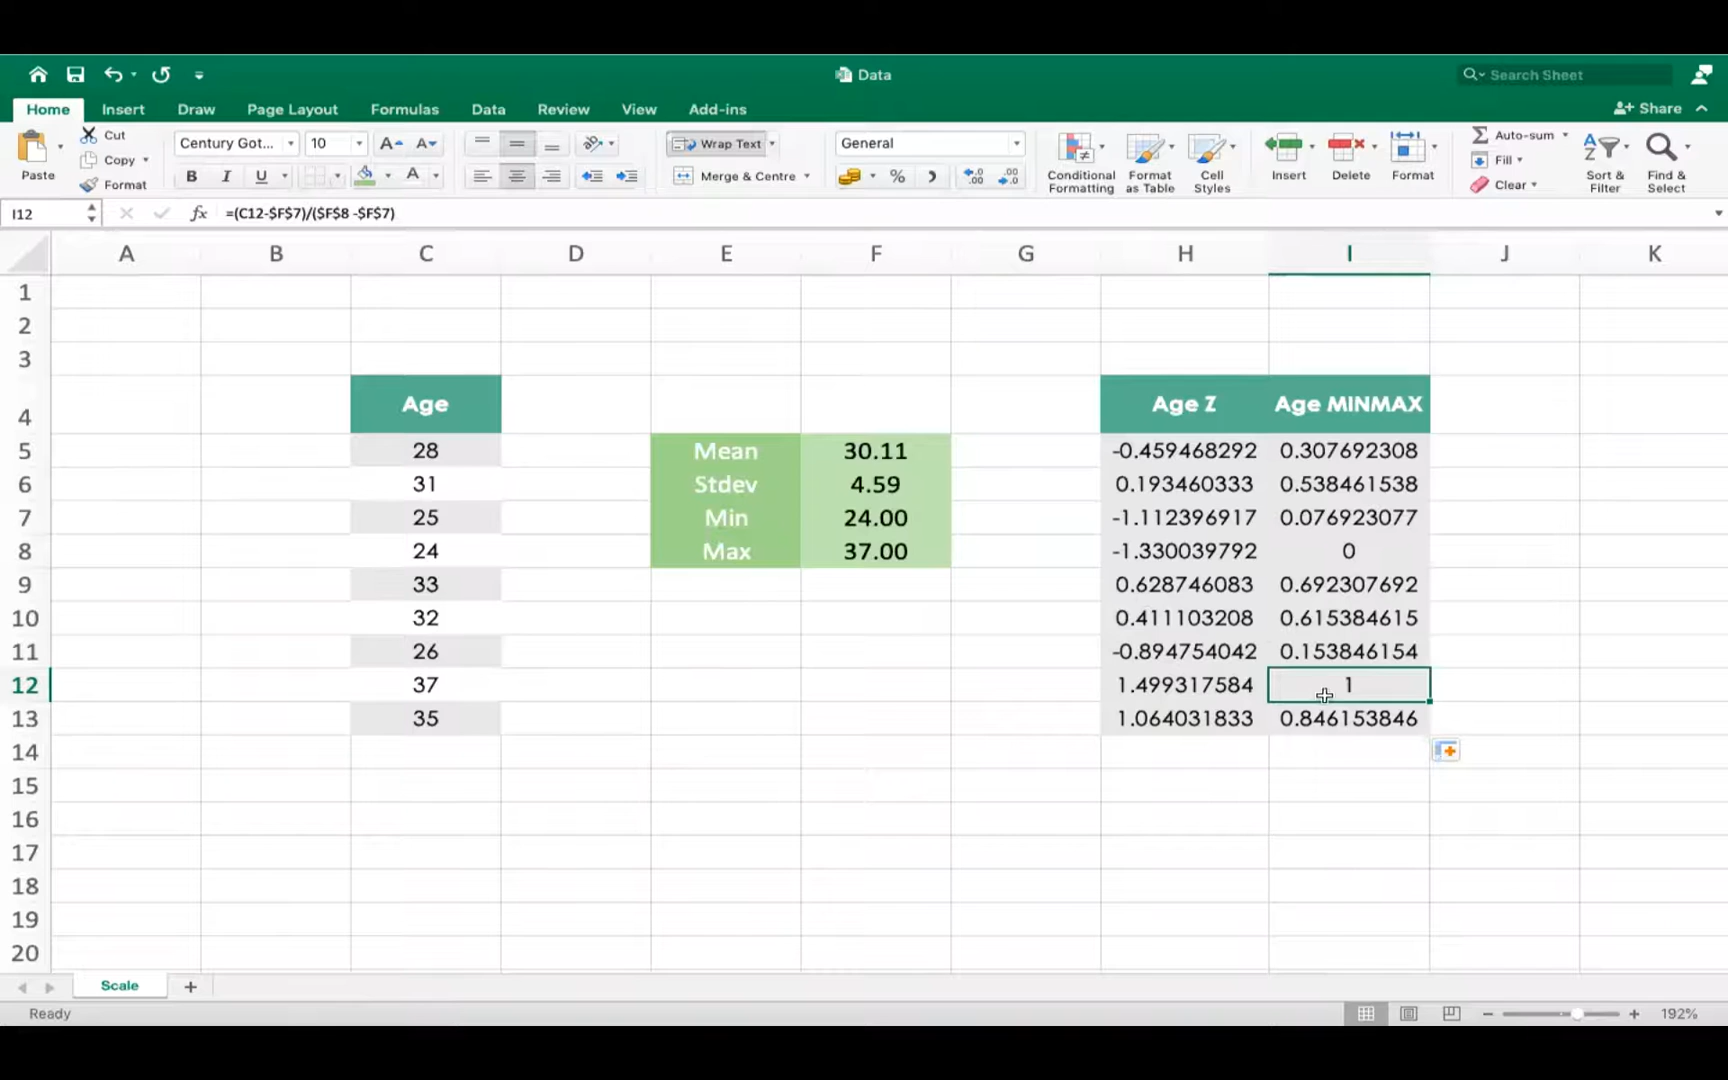 Data
Search Sheet
Home Insert Draw Page Layout Formulas Data Review View Add-ins
Share
Paste
Cut
Copy
Format
Century Got... 10
Wrap Text
Merge & Centre
General
Conditional Formatting
Format as Table
Cell Styles
Insert
Delete
Format
Auto-sum
Fill
Clear
Sort & Filter
Find & Select
I12 fx =(C12-$F$7)/($F$8 -$F$7)
A B C D E F G H I J K
1
2
3
4 Age Age Z Age MINMAX
5 28 Mean 30.11 -0.459468292 0.307692308
6 31 Stdev 4.59 0.193460333 0.538461538
7 25 Min 24.00 -1.112396917 0.076923077
8 24 Max 37.00 -1.330039792 0
9 33 0.628746083 0.692307692
10 32 0.411103208 0.615384615
11 26 -0.894754042 0.153846154
12 37 1.499317584 1
13 35 1.064031833 0.846153846
14
15
16
17
18
19
20
Scale
Ready
192%